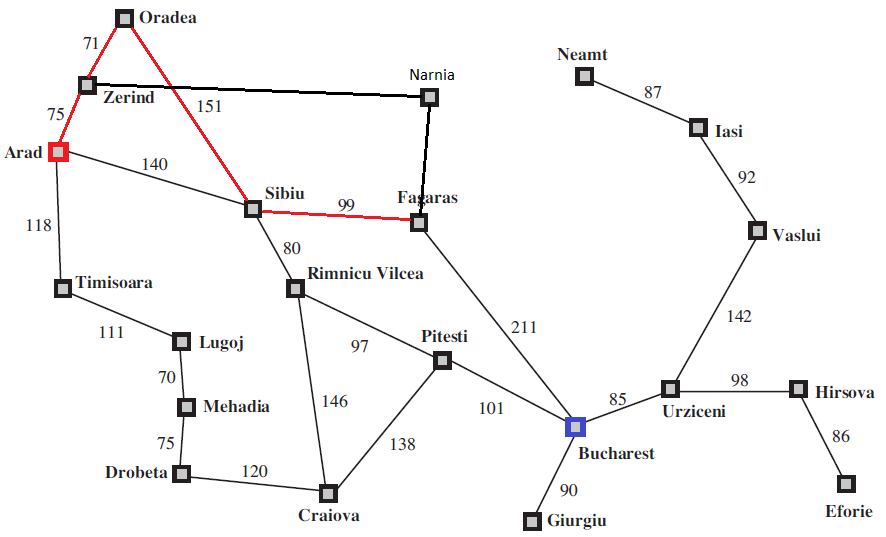 Oradea
71
Neamt
Narnia
87
Zerind
151
75
Iasi
Arad
140
92
Sibiu
99
Fagaras
118
Vaslui
80
Rimnicu Vilcea
Timisoara
142
211
111
Pitesti
97
Lugoj
70
98
Hirsova
146
101
85
Urziceni
Mehadia
86
75
138
Bucharest
Drobeta
120
90
Craiova
Giurgiu
Eforie